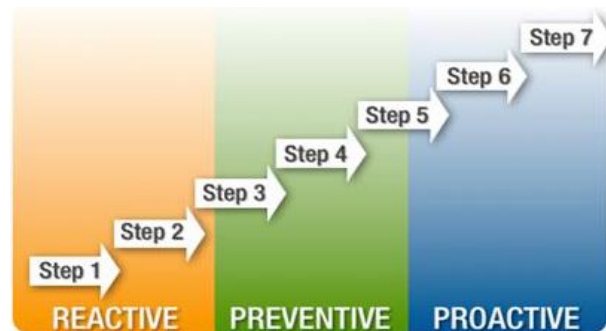 Step 7
Step 6
Step 5
Step 4
Step 3
Step 2
Step 1
REACTIVE PREVENTIVE PROACTIVE